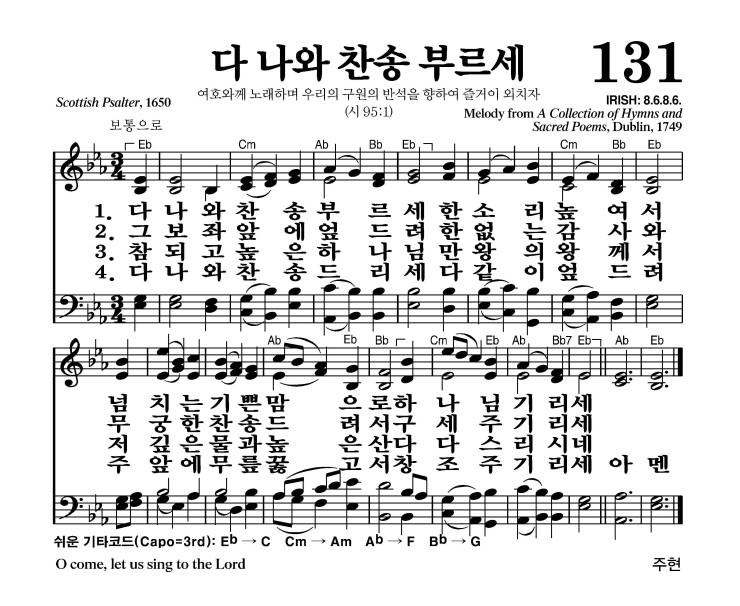 다 나와 찬송 부르세 131
여호와께 노래하며 우리의 구원의 반석을 향하여 즐거이 외치자
(시 95:1)
Scottish Psalter, 1650
IRISH: 8.6.8.6.
Melody from A Collection of Hymns and
Sacred Poems, Dublin, 1749
보통으로
Eb Cm Ab Bb Eb Cm Bb Eb
3 4
1. 다 나 와 찬 송 부 르 세 한 소 리 높 여 서
2. 그 보 좌 앞 에 엎 드 려 한 없 는 감 사 와
3. 참 되 고 높 은 하 나 님 만 왕 의 왕 께 서
4. 다 나 와 찬 송 드 리 세 다 같 이 엎 드 려
3 4
Ab Eb Bb Cm Eb Ab Bb7 Eb Ab Eb
넘 치 는 기 쁜 맘 으 로 하 나 님 기 리 세
무 궁 한 찬 송 드 려 서 구 세 주 기 리 세
저 깊 은 물 과 높 은 산 다 다 스 리 시 네
주 앞 에 무 릎 꿇 고 서 창 조 주 기 리 세 아 멘
쉬운 기타코드(Capo=3rd): Eb → C Cm → Am Ab → F Bb → G
O come, let us sing to the Lord 주현